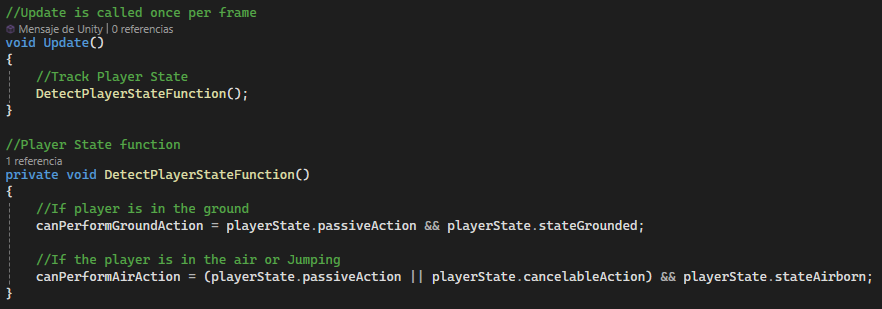 //Update is called once per frame
Mensaje de Unity | 0 referencias
void Update()
{
//Track Player State
DetectPlayerStateFunction();
}
//Player State function
1 referencia
private void DetectPlayerStateFunction()
{
//If player is in the ground
canPerformGroundAction = playerState.passiveAction && playerState.stateGrounded;
//If the player is in the air or Jumping
canPerformAirAction = (playerState.passiveAction || playerState.cancelableAction) && playerState.stateAirborn;
}